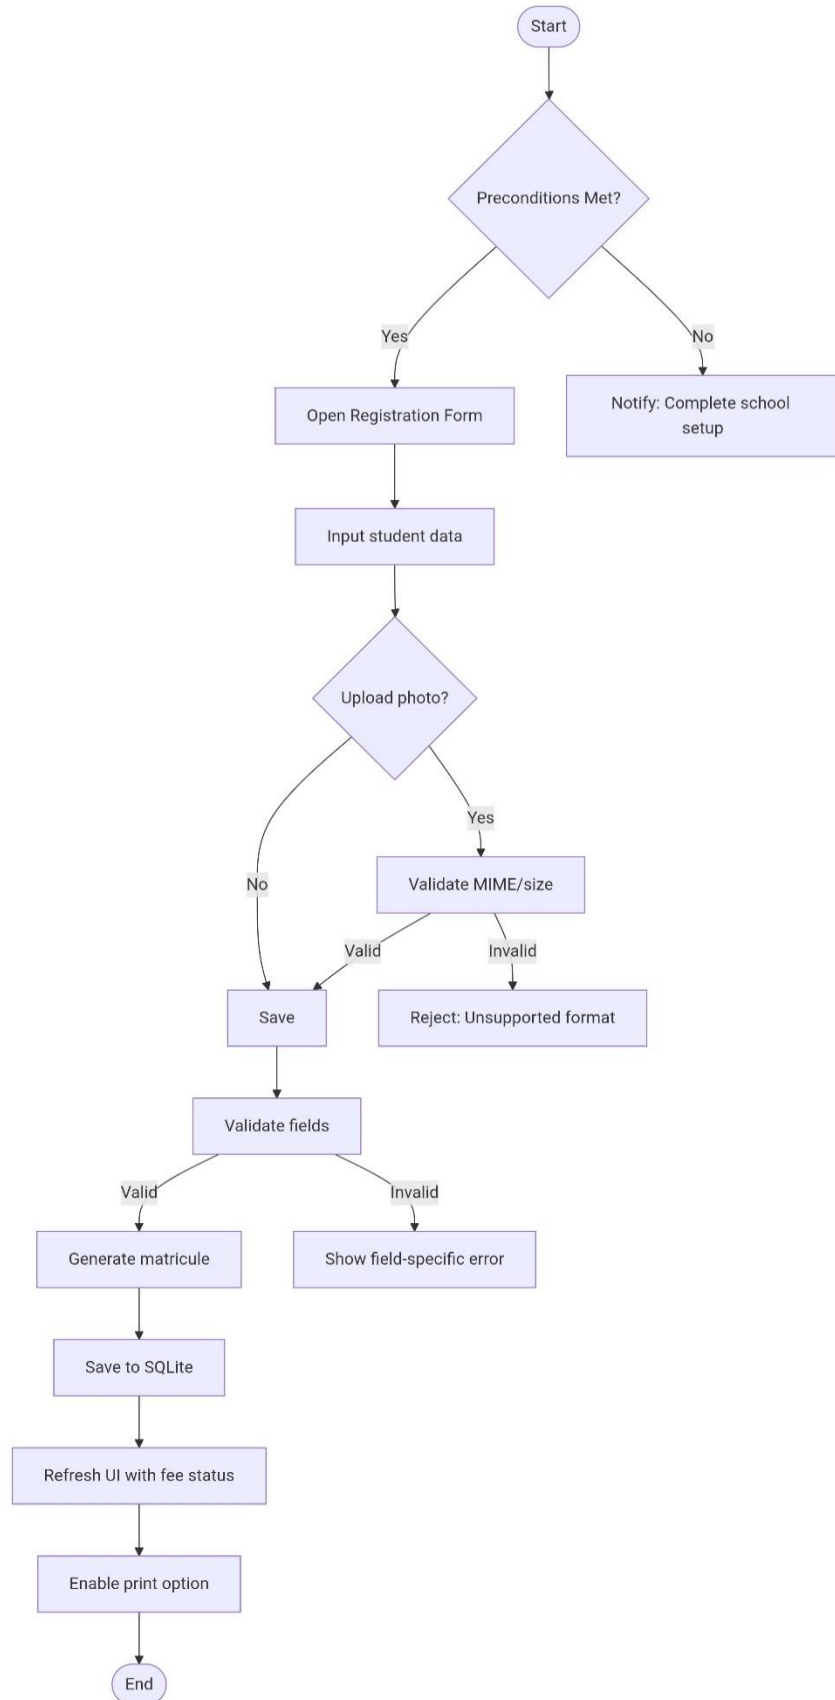 Start
Preconditions Met?
Yes
No
Open Registration Form
Notify: Complete school
setup
Input student data
Upload photo?
Yes
No
Validate MIME/size
Valid
Invalid
Save
Reject: Unsupported format
Validate fields
Valid
Invalid
Generate matricule
Show field-specific error
Save to SQLite
Refresh UI with fee status
Enable print option
End